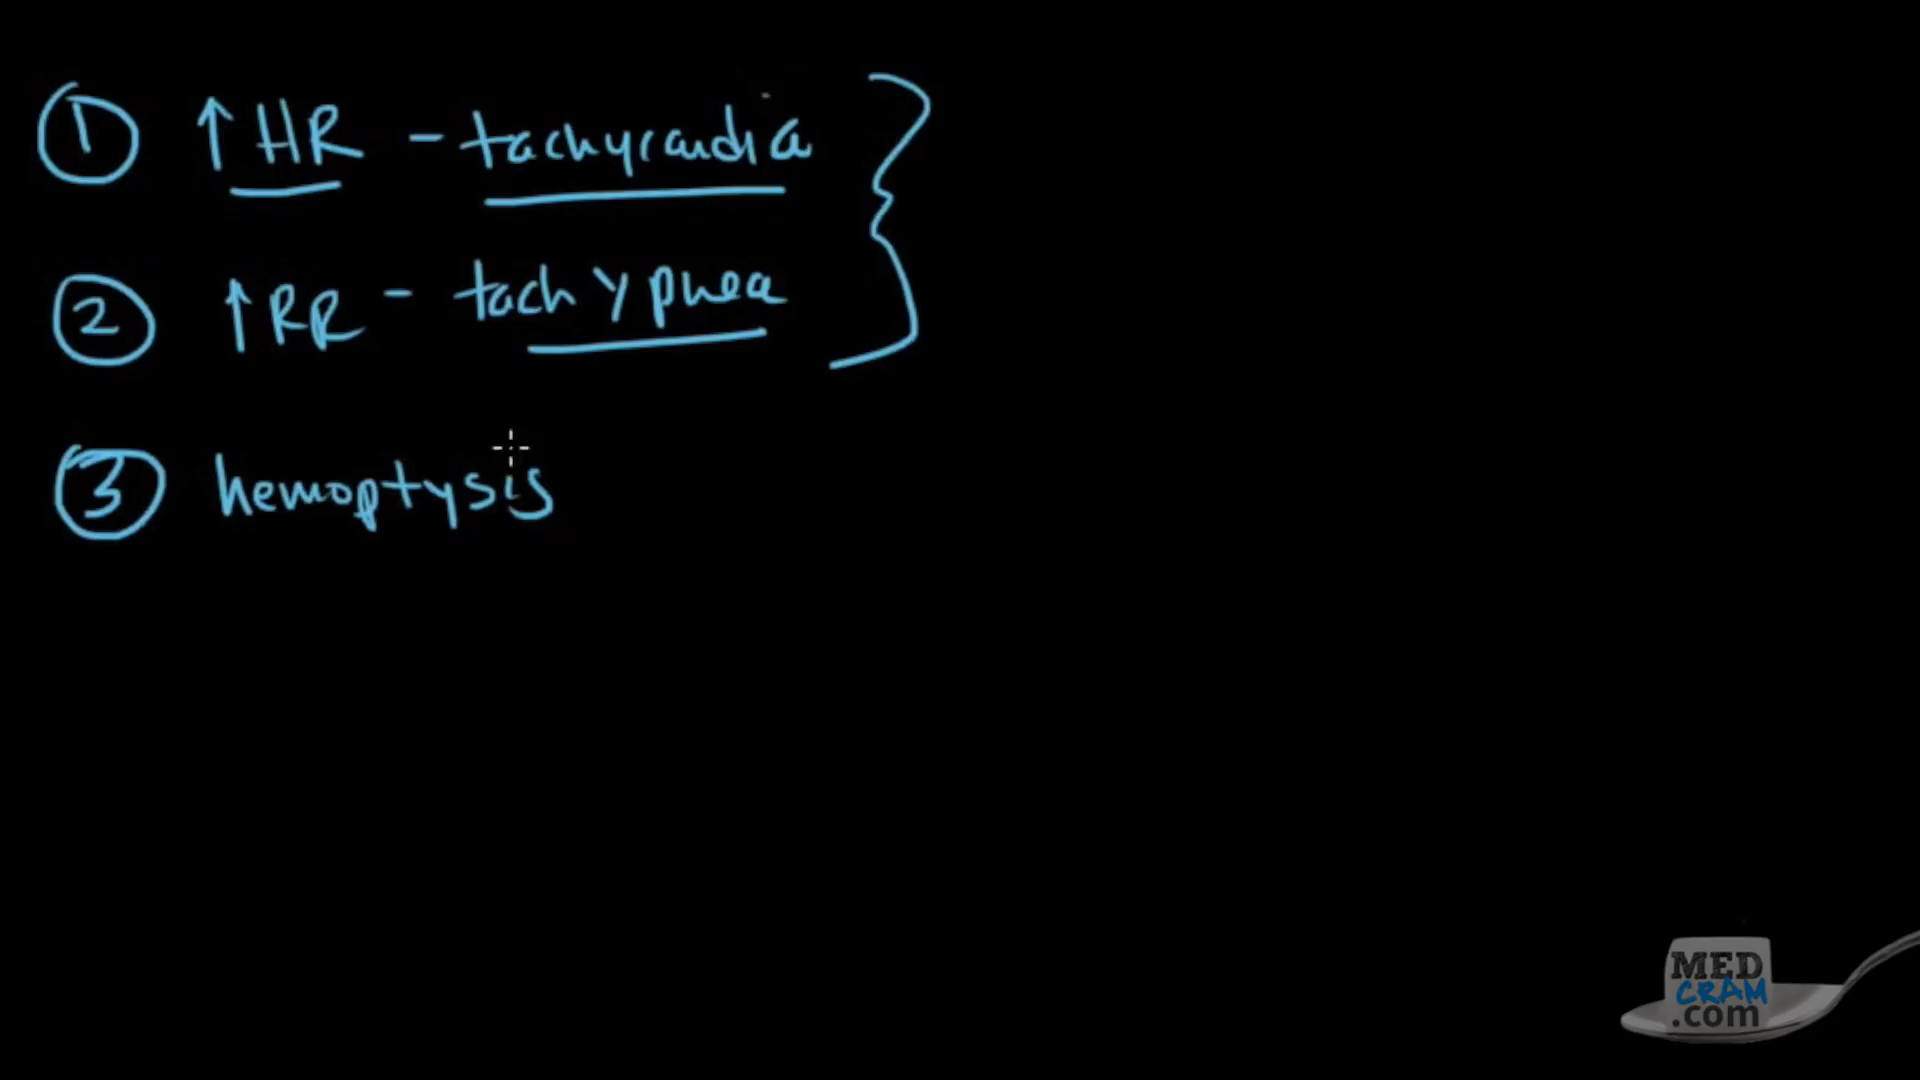 1 ↑ HR - tachycardia
2 ↑ RR - tachypnea
3 hemoptysis
MED
CRAM
.com